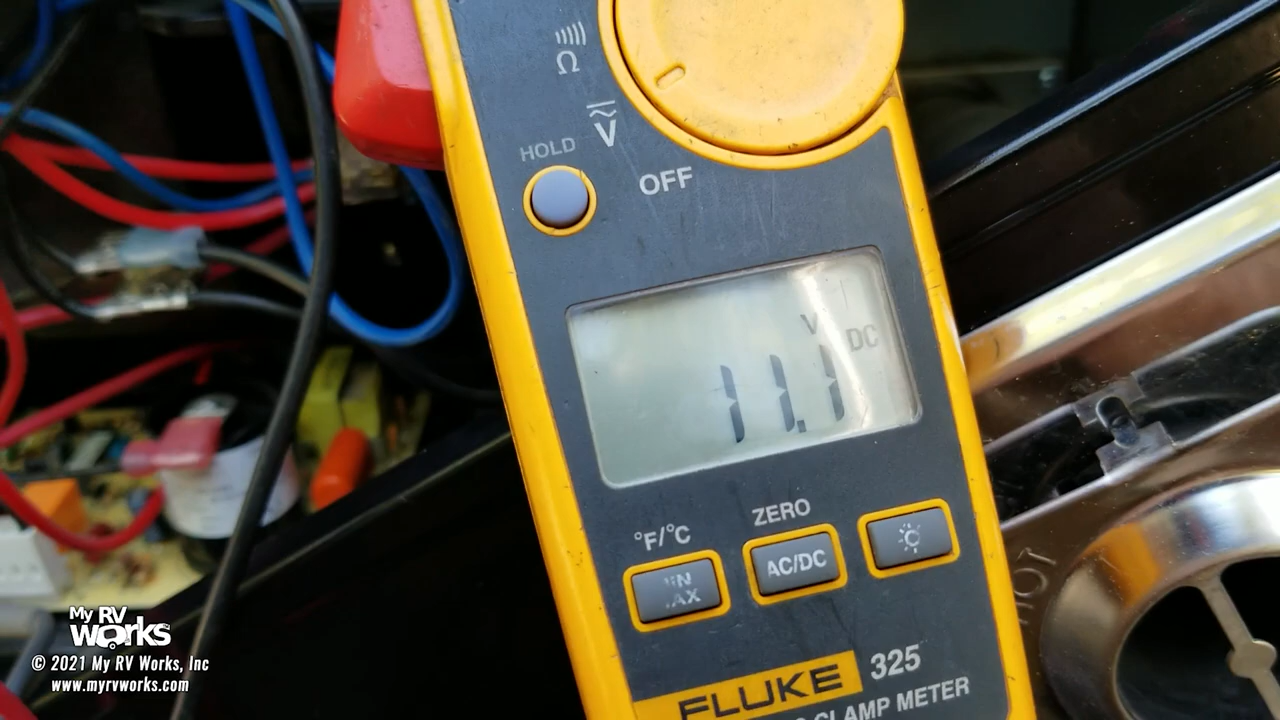 Ω
V
HOLD
OFF
V
DC
11.1
°F/°C
ZERO
AC/DC
FLUKE 325
CLAMP METER
HOT
My RV
works
© 2021 My RV Works, Inc
www.myrvworks.com